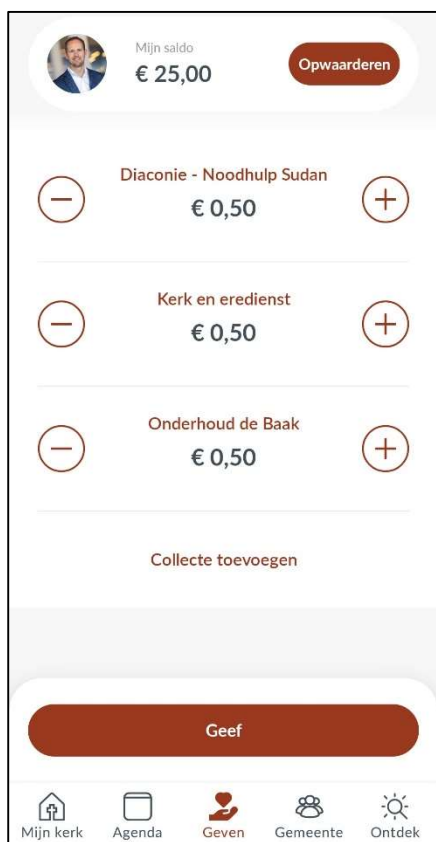 Mijn saldo
€ 25,00
Opwaarderen
Diaconie - Noodhulp Sudan
€ 0,50
Kerk en eredienst
€ 0,50
Onderhoud de Baak
€ 0,50
Collecte toevoegen
Geef
Mijn kerk Agenda Geven Gemeente Ontdek